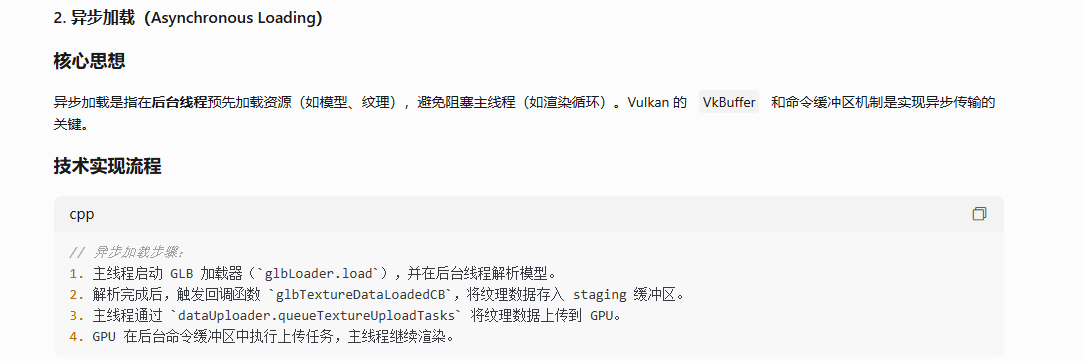 2. 异步加载（Asynchronous Loading）
核心思想
异步加载是指在后台线程预先加载资源（如模型、纹理），避免阻塞主线程（如渲染循环）。Vulkan 的 VkBuffer 和命令缓冲区机制是实现异步传输的
关键。
技术实现流程
cpp
// 异步加载步骤：
1. 主线程启动 GLB 加载器（`glbLoader.load`），并在后台线程解析模型。
2. 解析完成后，触发回调函数 `glbTextureDataLoadedCB`，将纹理数据存入 staging 缓冲区。
3. 主线程通过 `dataUploader.queueTextureUploadTasks` 将纹理数据上传到 GPU。
4. GPU 在后台命令缓冲区中执行上传任务，主线程继续渲染。